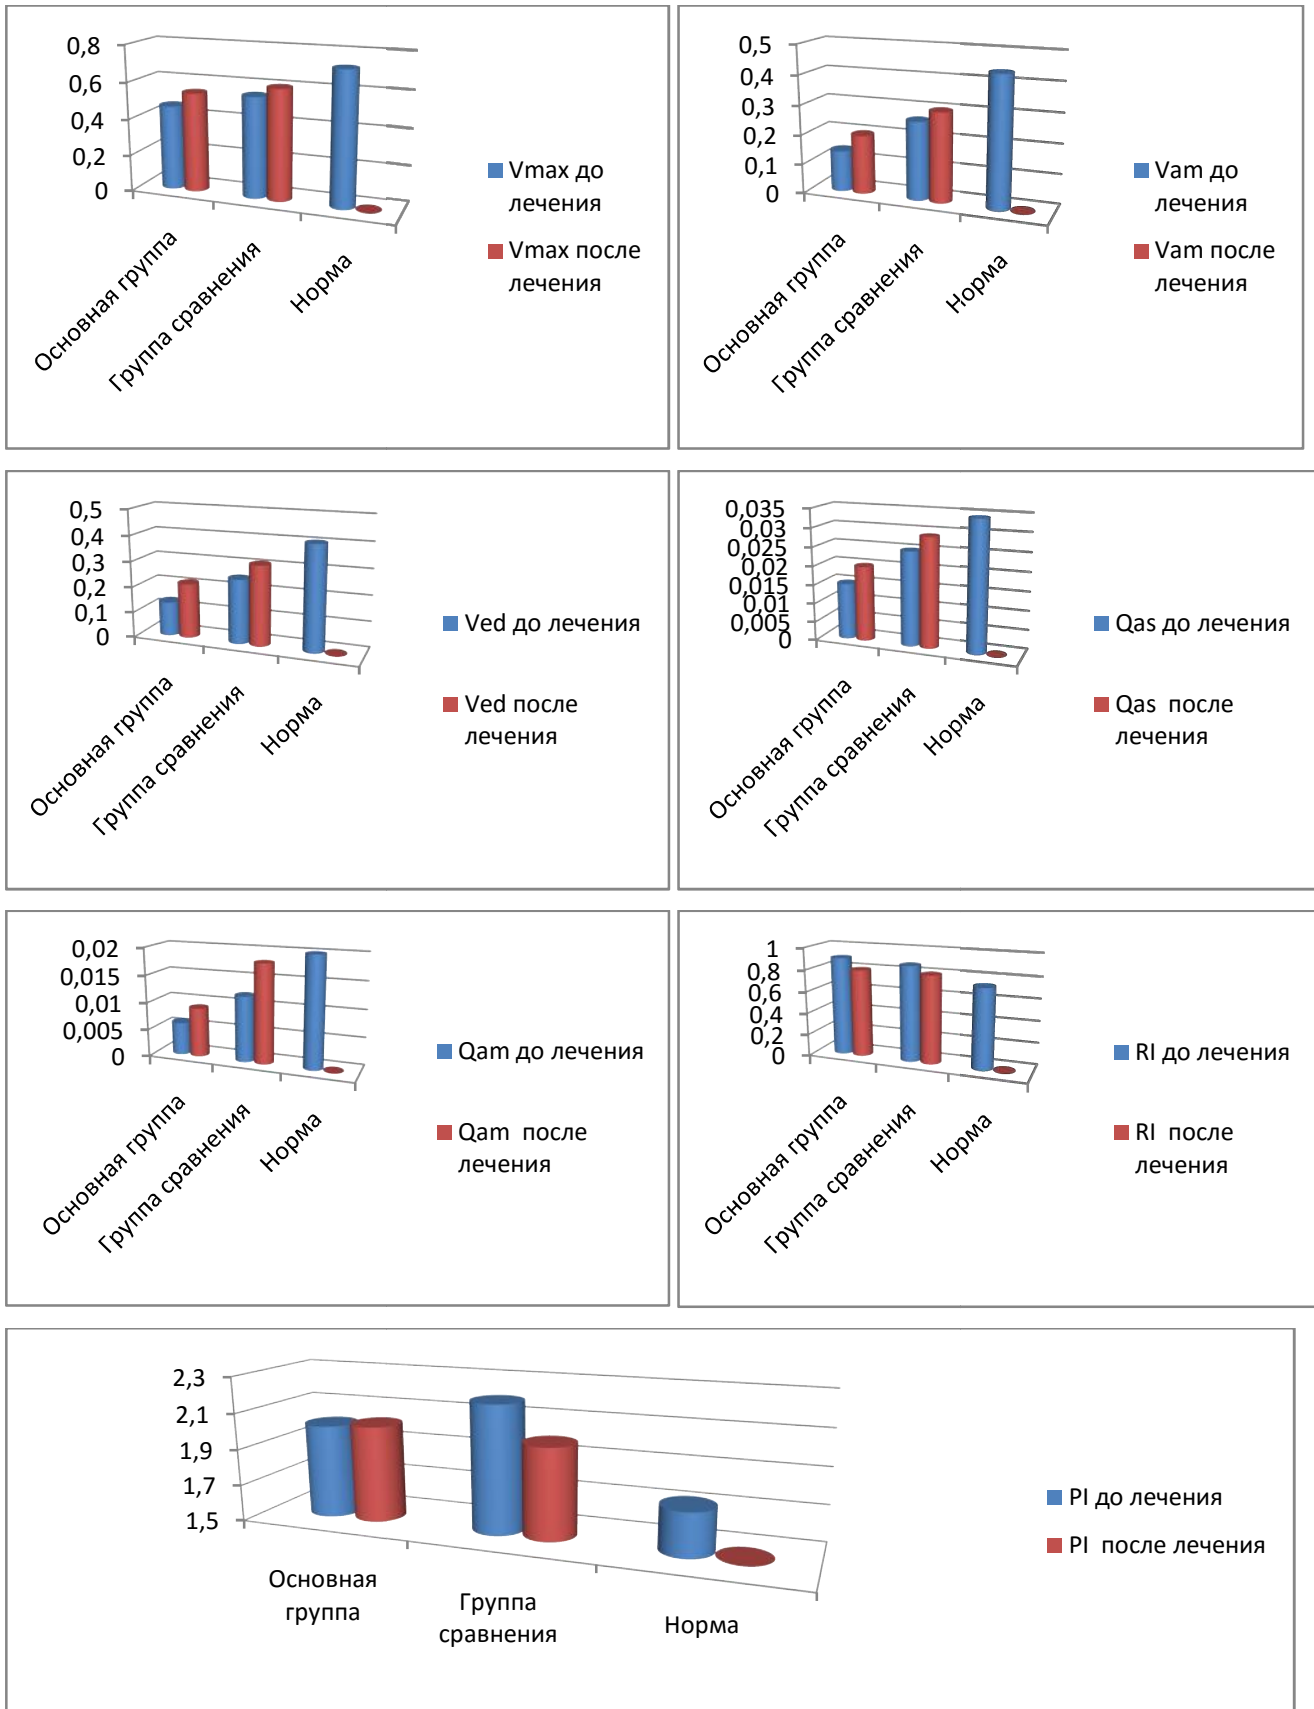 0,8
0,6
0,4
0,2
0
Основная группа
Группа сравнения
Норма
Vmax до
лечения
Vmax после
лечения
0,5
0,4
0,3
0,2
0,1
0
Основная группа
Группа сравнения
Норма
Vam до
лечения
Vam после
лечения
0,5
0,4
0,3
0,2
0,1
0
Основная группа
Группа сравнения
Норма
Ved до лечения
Ved после
лечения
0,035
0,03
0,025
0,02
0,015
0,01
0,005
0
Основная группа
Группа сравнения
Норма
Qas до лечения
Qas после
лечения
0,02
0,015
0,01
0,005
0
Основная группа
Группа сравнения
Норма
Qam до лечения
Qam после
лечения
1
0,8
0,6
0,4
0,2
0
Основная группа
Группа сравнения
Норма
RI до лечения
RI после
лечения
2,3
2,1
1,9
1,7
1,5
Основная
группа
Группа
сравнения
Норма
PI до лечения
PI после лечения